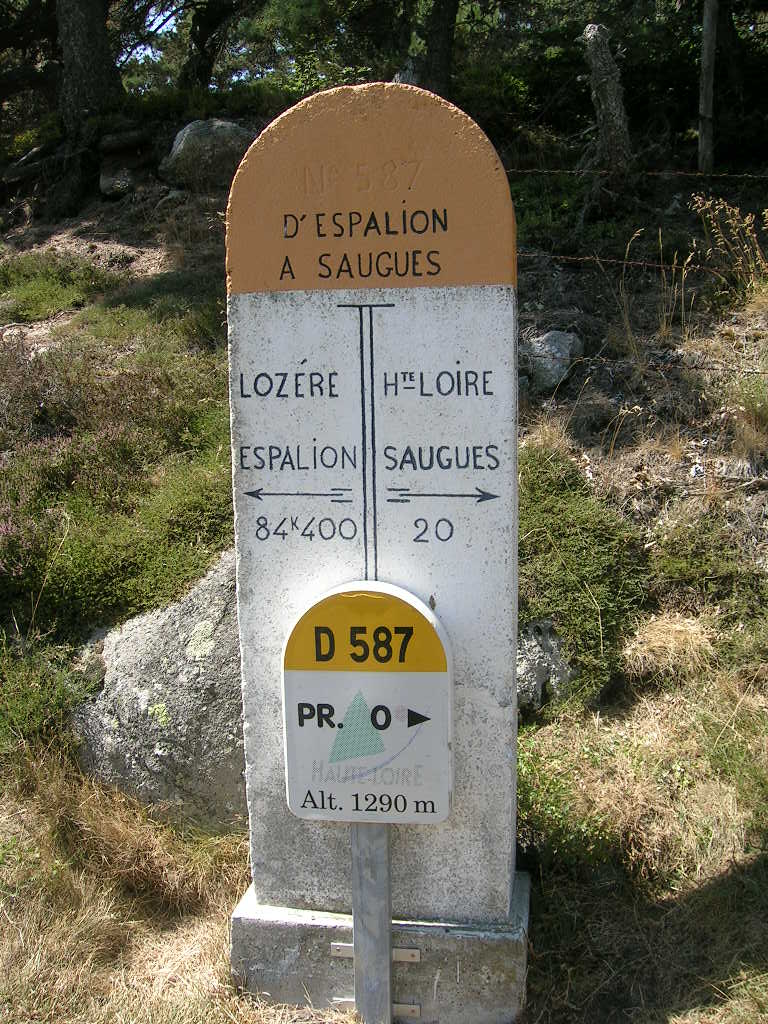 Nº 587
D'ESPALION
A SAUGUES
LOZÉRE HTE LOIRE
ESPALION SAUGUES
84K400 20
D 587
PR. 0
HAUTE-LOIRE
Alt. 1290 m